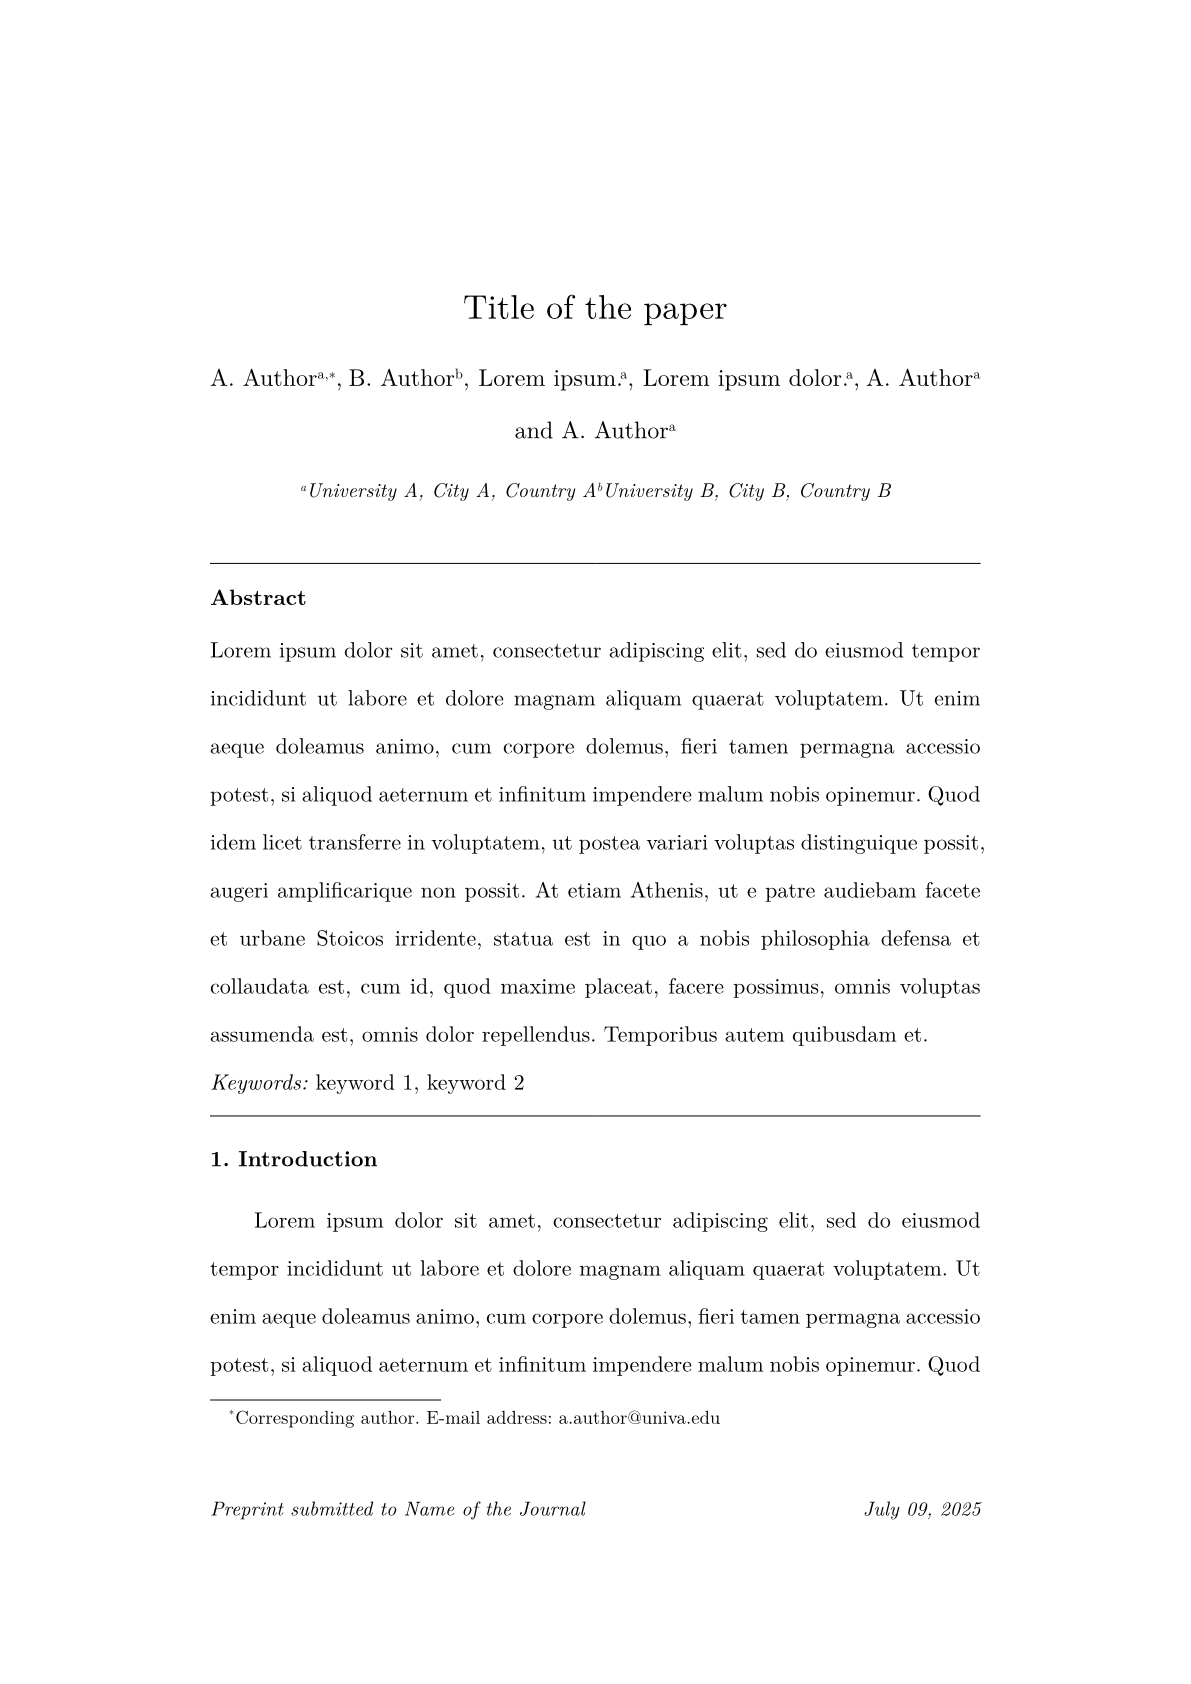 Title of the paper
A. Authorᵃ,*, B. Authorᵇ, Lorem ipsum.ᵃ, Lorem ipsum dolor.ᵃ, A. Authorᵃ
and A. Authorᵃ
ᵃUniversity A, City A, Country AᵇUniversity B, City B, Country B
Abstract
Lorem ipsum dolor sit amet, consectetur adipiscing elit, sed do eiusmod tempor
incididunt ut labore et dolore magnam aliquam quaerat voluptatem. Ut enim
aeque doleamus animo, cum corpore dolemus, fieri tamen permagna accessio
potest, si aliquod aeternum et infinitum impendere malum nobis opinemur. Quod
idem licet transferre in voluptatem, ut postea variari voluptas distinguique possit,
augeri amplificarique non possit. At etiam Athenis, ut e patre audiebam facete
et urbane Stoicos irridente, statua est in quo a nobis philosophia defensa et
collaudata est, cum id, quod maxime placeat, facere possimus, omnis voluptas
assumenda est, omnis dolor repellendus. Temporibus autem quibusdam et.
Keywords: keyword 1, keyword 2
1. Introduction
Lorem ipsum dolor sit amet, consectetur adipiscing elit, sed do eiusmod
tempor incididunt ut labore et dolore magnam aliquam quaerat voluptatem. Ut
enim aeque doleamus animo, cum corpore dolemus, fieri tamen permagna accessio
potest, si aliquod aeternum et infinitum impendere malum nobis opinemur. Quod
*Corresponding author. E-mail address: a.author@univa.edu
Preprint submitted to Name of the Journal July 09, 2025